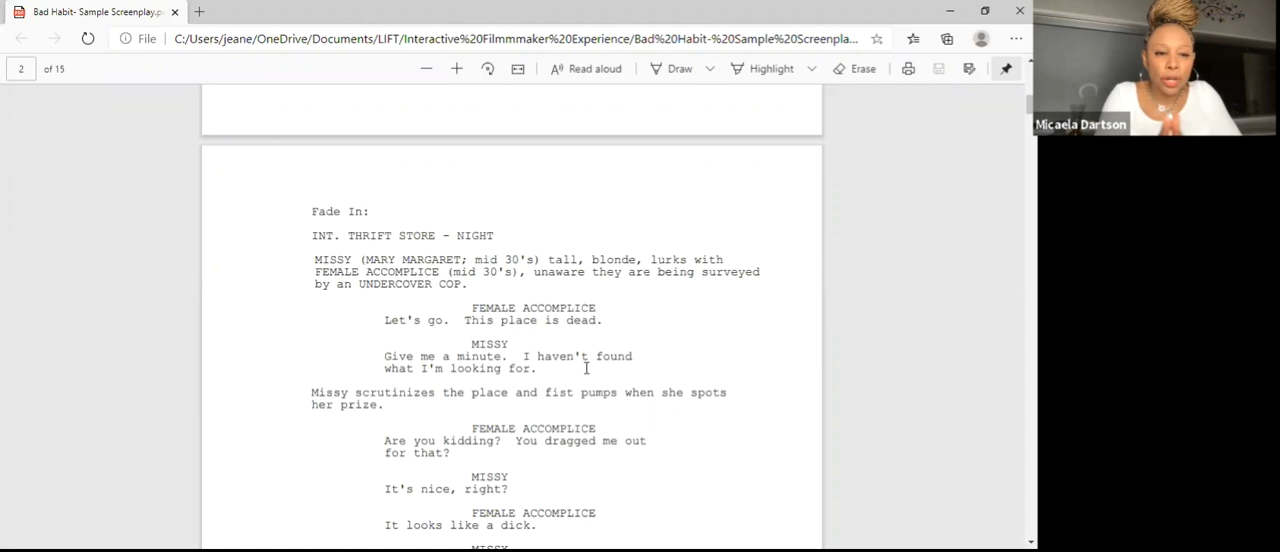 Bad Habit- Sample Screenplay.p
File
C:/Users/jeane/OneDrive/Documents/LIFT/Interactive%20Filmmmaker%20Experience/Bad%20Habit-%20Sample%20Screenpla...
2 of 15
Read aloud
Draw
Highlight
Erase
Micaela Dartson
Fade In:
INT. THRIFT STORE - NIGHT
MISSY (MARY MARGARET; mid 30's) tall, blonde, lurks with
FEMALE ACCOMPLICE (mid 30's), unaware they are being surveyed
by an UNDERCOVER COP.
FEMALE ACCOMPLICE
Let's go. This place is dead.
MISSY
Give me a minute. I haven't found
what I'm looking for.
Missy scrutinizes the place and fist pumps when she spots
her prize.
FEMALE ACCOMPLICE
Are you kidding? You dragged me out
for that?
MISSY
It's nice, right?
FEMALE ACCOMPLICE
It looks like a dick.
MISSY